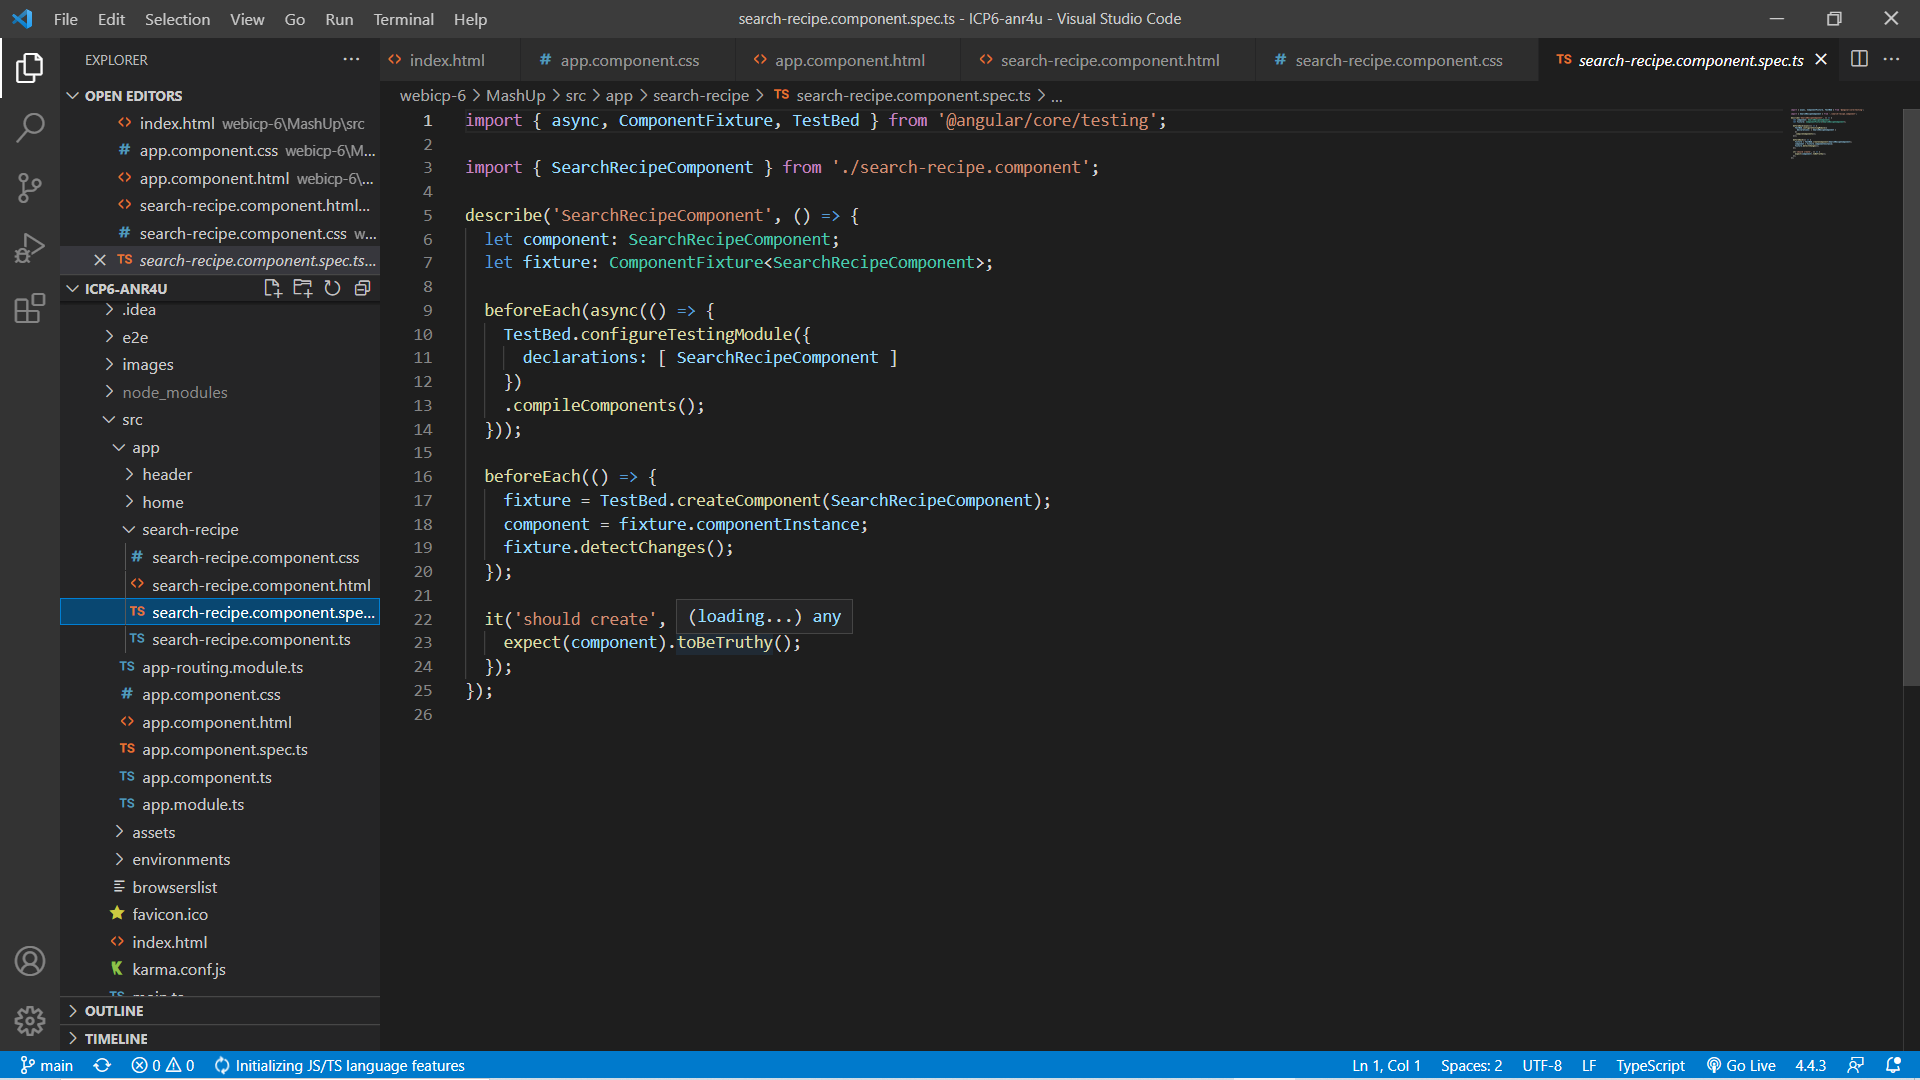 File Edit Selection View Go Run Terminal Help
search-recipe.component.spec.ts - ICP6-anr4u - Visual Studio Code
EXPLORER
OPEN EDITORS
index.html webicp-6\MashUp\src
app.component.css webicp-6\M...
app.component.html webicp-6\...
search-recipe.component.html...
search-recipe.component.css w...
TS search-recipe.component.spec.ts...
ICP6-ANR4U
.idea
e2e
images
node_modules
src
app
header
home
search-recipe
search-recipe.component.css
search-recipe.component.html
TS search-recipe.component.spe...
TS search-recipe.component.ts
TS app-routing.module.ts
app.component.css
app.component.html
TS app.component.spec.ts
TS app.component.ts
TS app.module.ts
assets
environments
browserslist
favicon.ico
index.html
karma.conf.js
TS main.ts
OUTLINE
TIMELINE
index.html # app.component.css app.component.html search-recipe.component.html # search-recipe.component.css TS search-recipe.component.spec.ts
webicp-6 > MashUp > src > app > search-recipe > TS search-recipe.component.spec.ts > ...
1 import { async, ComponentFixture, TestBed } from '@angular/core/testing';
2
3 import { SearchRecipeComponent } from './search-recipe.component';
4
5 describe('SearchRecipeComponent', () => {
6 let component: SearchRecipeComponent;
7 let fixture: ComponentFixture<SearchRecipeComponent>;
8
9 beforeEach(async(() => {
10 TestBed.configureTestingModule({
11 declarations: [ SearchRecipeComponent ]
12 })
13 .compileComponents();
14 }));
15
16 beforeEach(() => {
17 fixture = TestBed.createComponent(SearchRecipeComponent);
18 component = fixture.componentInstance;
19 fixture.detectChanges();
20 });
21
22 it('should create', (loading...) any
23 expect(component).toBeTruthy();
24 });
25 });
26
main 0 0 Initializing JS/TS language features
Ln 1, Col 1 Spaces: 2 UTF-8 LF TypeScript Go Live 4.4.3